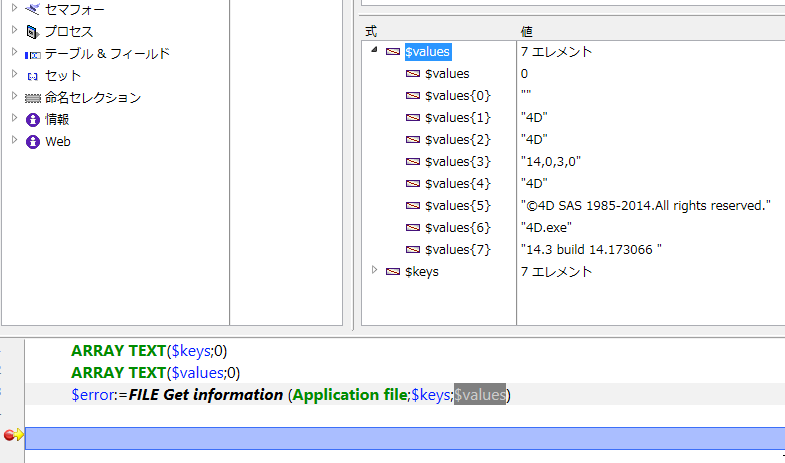 セマフォー
プロセス
テーブル & フィールド
セット
命名セレクション
情報
Web
式 値
$values 7 エレメント
$values 0
$values{0} ""
$values{1} "4D"
$values{2} "4D"
$values{3} "14,0,3,0"
$values{4} "4D"
$values{5} "©4D SAS 1985-2014.All rights reserved."
$values{6} "4D.exe"
$values{7} "14.3 build 14.173066 "
$keys 7 エレメント
ARRAY TEXT($keys;0)
ARRAY TEXT($values;0)
$error:=FILE Get information (Application file;$keys;$values)